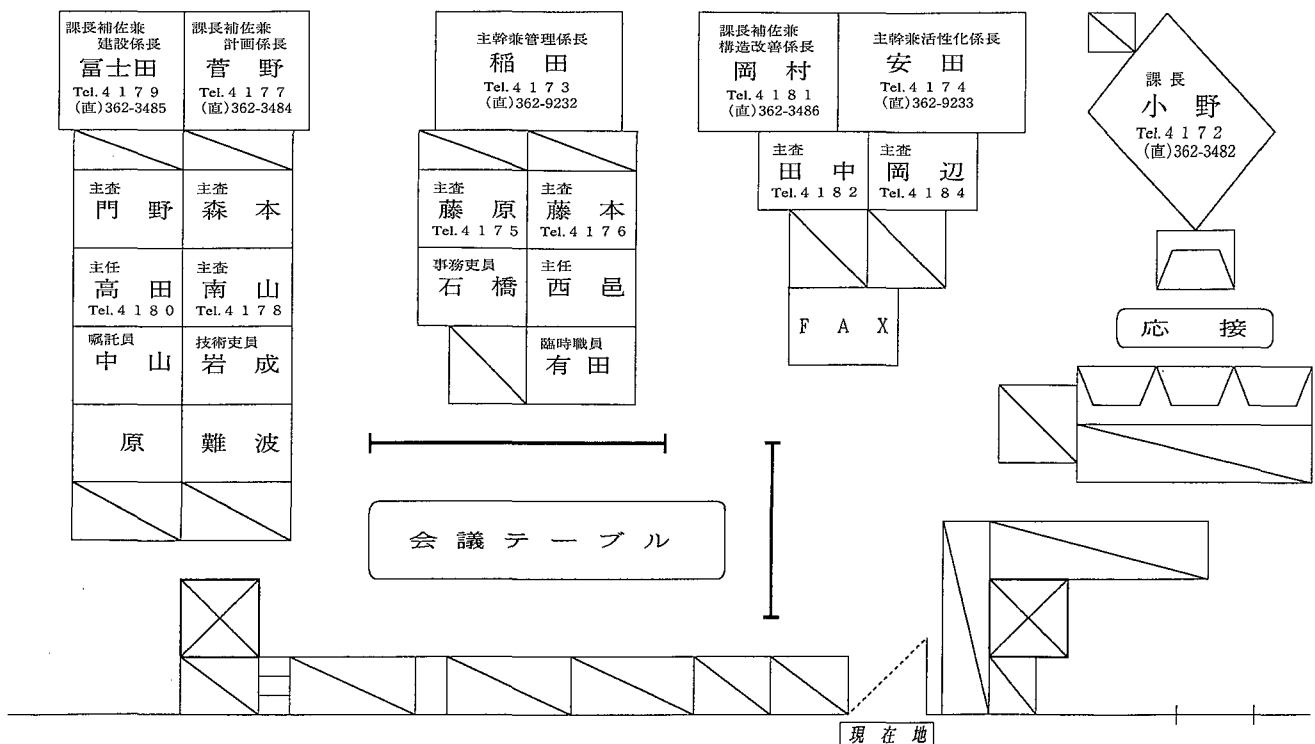 課長補佐兼
建設係長
冨士田
Tel.4179
(直)362-3485
課長補佐兼
計画係長
菅野
Tel.4177
(直)362-3484
主査
門野
主査
森本
主任
高田
Tel.4180
主査
南山
Tel.4178
嘱託員
中山
技術吏員
岩成
原
難波
主幹兼管理係長
稲田
Tel.4173
(直)362-9232
主査
藤原
Tel.4175
主査
藤本
Tel.4176
事務吏員
石橋
主任
西邑
臨時職員
有田
課長補佐兼
構造改善係長
岡村
Tel.4181
(直)362-3486
主幹兼活性化係長
安田
Tel.4174
(直)362-9233
主査
田中
Tel.4182
主査
岡辺
Tel.4184
FAX
課長
小野
Tel.4172
(直)362-3482
応接
会議テーブル
現在地